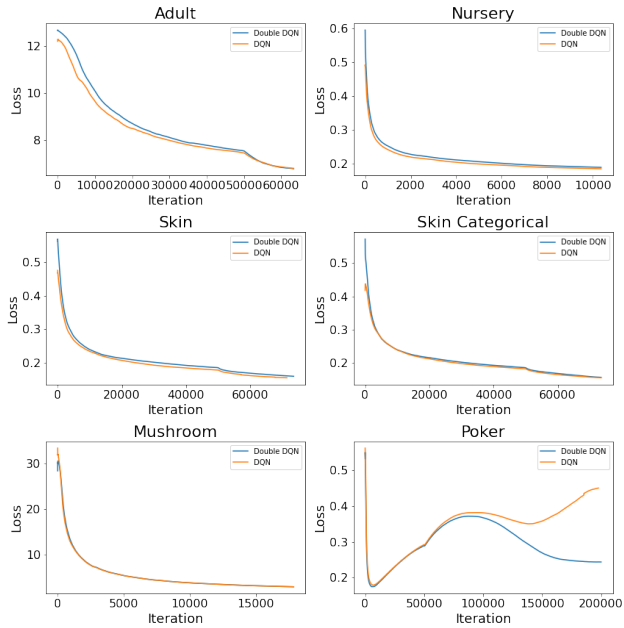 Adult
Double DQN
DQN
12
10
8
Loss
0 10000 20000 30000 40000 50000 60000
Iteration
Nursery
Double DQN
DQN
0.6
0.5
0.4
0.3
0.2
Loss
0 2000 4000 6000 8000 10000
Iteration
Skin
Double DQN
DQN
0.5
0.4
0.3
0.2
Loss
0 20000 40000 60000
Iteration
Skin Categorical
Double DQN
DQN
0.5
0.4
0.3
0.2
Loss
0 20000 40000 60000
Iteration
Mushroom
Double DQN
DQN
30
20
10
Loss
0 5000 10000 15000
Iteration
Poker
Double DQN
DQN
0.5
0.4
0.3
0.2
Loss
0 50000 100000 150000 200000
Iteration